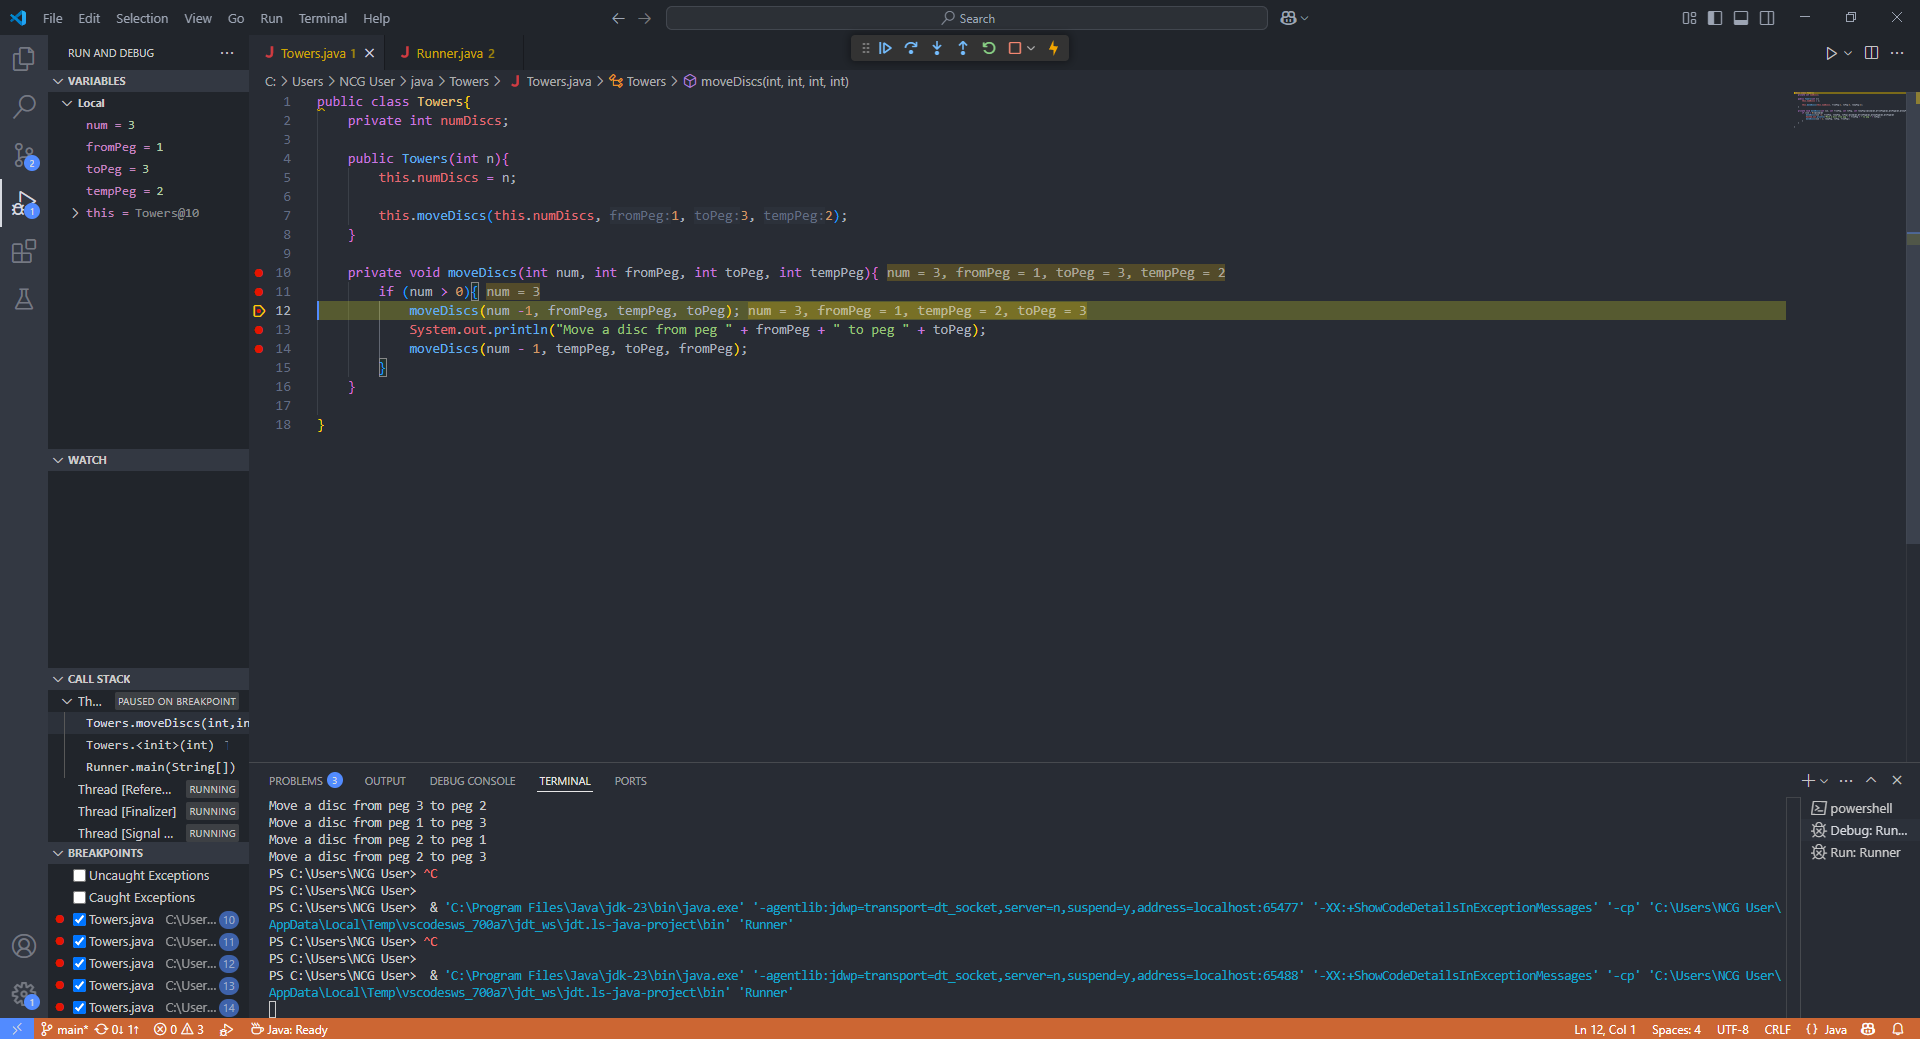 File Edit Selection View Go Run Terminal Help
Search
RUN AND DEBUG
Towers.java 1
Runner.java 2
VARIABLES
Local
num = 3
fromPeg = 1
toPeg = 3
tempPeg = 2
this = Towers@10
WATCH
CALL STACK
Th... PAUSED ON BREAKPOINT
Towers.moveDiscs(int,in
Towers.<init>(int)
Runner.main(String[])
Thread [Refere... RUNNING
Thread [Finalizer] RUNNING
Thread [Signal ... RUNNING
BREAKPOINTS
Uncaught Exceptions
Caught Exceptions
Towers.java C:\User... 10
Towers.java C:\User... 11
Towers.java C:\User... 12
Towers.java C:\User... 13
Towers.java C:\User... 14
2
1
1
C: > Users > NCG User > java > Towers > Towers.java > Towers > moveDiscs(int, int, int, int)
1 public class Towers{
2 private int numDiscs;
3
4 public Towers(int n){
5 this.numDiscs = n;
6
7 this.moveDiscs(this.numDiscs, fromPeg:1, toPeg:3, tempPeg:2);
8 }
9
10 private void moveDiscs(int num, int fromPeg, int toPeg, int tempPeg){ num = 3, fromPeg = 1, toPeg = 3, tempPeg = 2
11 if (num > 0){ num = 3
12 moveDiscs(num -1, fromPeg, tempPeg, toPeg); num = 3, fromPeg = 1, tempPeg = 2, toPeg = 3
13 System.out.println("Move a disc from peg " + fromPeg + " to peg " + toPeg);
14 moveDiscs(num - 1, tempPeg, toPeg, fromPeg);
15 }
16 }
17
18 }
PROBLEMS 3 OUTPUT DEBUG CONSOLE TERMINAL PORTS
Move a disc from peg 3 to peg 2
Move a disc from peg 1 to peg 3
Move a disc from peg 2 to peg 1
Move a disc from peg 2 to peg 3
PS C:\Users\NCG User> ^C
PS C:\Users\NCG User>
PS C:\Users\NCG User>  & 'C:\Program Files\Java\jdk-23\bin\java.exe' '-agentlib:jdwp=transport=dt_socket,server=n,suspend=y,address=localhost:65477' '-XX:+ShowCodeDetailsInExceptionMessages' '-cp' 'C:\Users\NCG User\
AppData\Local\Temp\vscodesws_700a7\jdt_ws\jdt.ls-java-project\bin' 'Runner'
PS C:\Users\NCG User> ^C
PS C:\Users\NCG User>
PS C:\Users\NCG User>  & 'C:\Program Files\Java\jdk-23\bin\java.exe' '-agentlib:jdwp=transport=dt_socket,server=n,suspend=y,address=localhost:65488' '-XX:+ShowCodeDetailsInExceptionMessages' '-cp' 'C:\Users\NCG User\
AppData\Local\Temp\vscodesws_700a7\jdt_ws\jdt.ls-java-project\bin' 'Runner'
powershell
Debug: Run...
Run: Runner
main* 0↓ 1↑ 0 3 Java: Ready
Ln 12, Col 1 Spaces: 4 UTF-8 CRLF {} Java